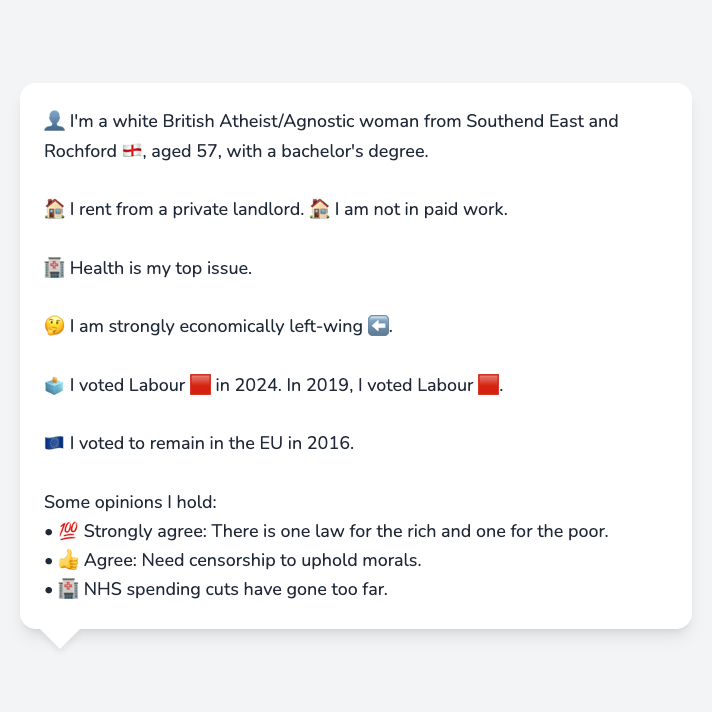 👤 I'm a white British Atheist/Agnostic woman from Southend East and
Rochford 🏴󠁧󠁢󠁥󠁮󠁧󠁿, aged 57, with a bachelor's degree.
🏠 I rent from a private landlord. 🏠 I am not in paid work.
🏥 Health is my top issue.
🤔 I am strongly economically left-wing ⬅️.
🗳️ I voted Labour 🟥 in 2024. In 2019, I voted Labour 🟥.
🇪🇺 I voted to remain in the EU in 2016.
Some opinions I hold:
• 💯 Strongly agree: There is one law for the rich and one for the poor.
• 👍 Agree: Need censorship to uphold morals.
• 🏥 NHS spending cuts have gone too far.